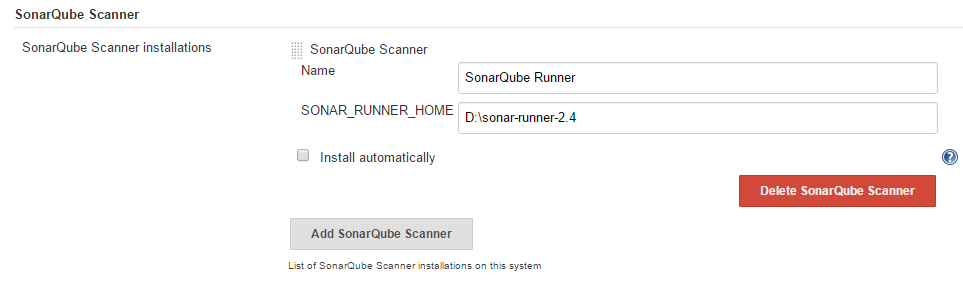 SonarQube Scanner
SonarQube Scanner installations
SonarQube Scanner
Name
SonarQube Runner
SONAR_RUNNER_HOME
D:\sonar-runner-2.4
Install automatically
?
Delete SonarQube Scanner
Add SonarQube Scanner
List of SonarQube Scanner installations on this system